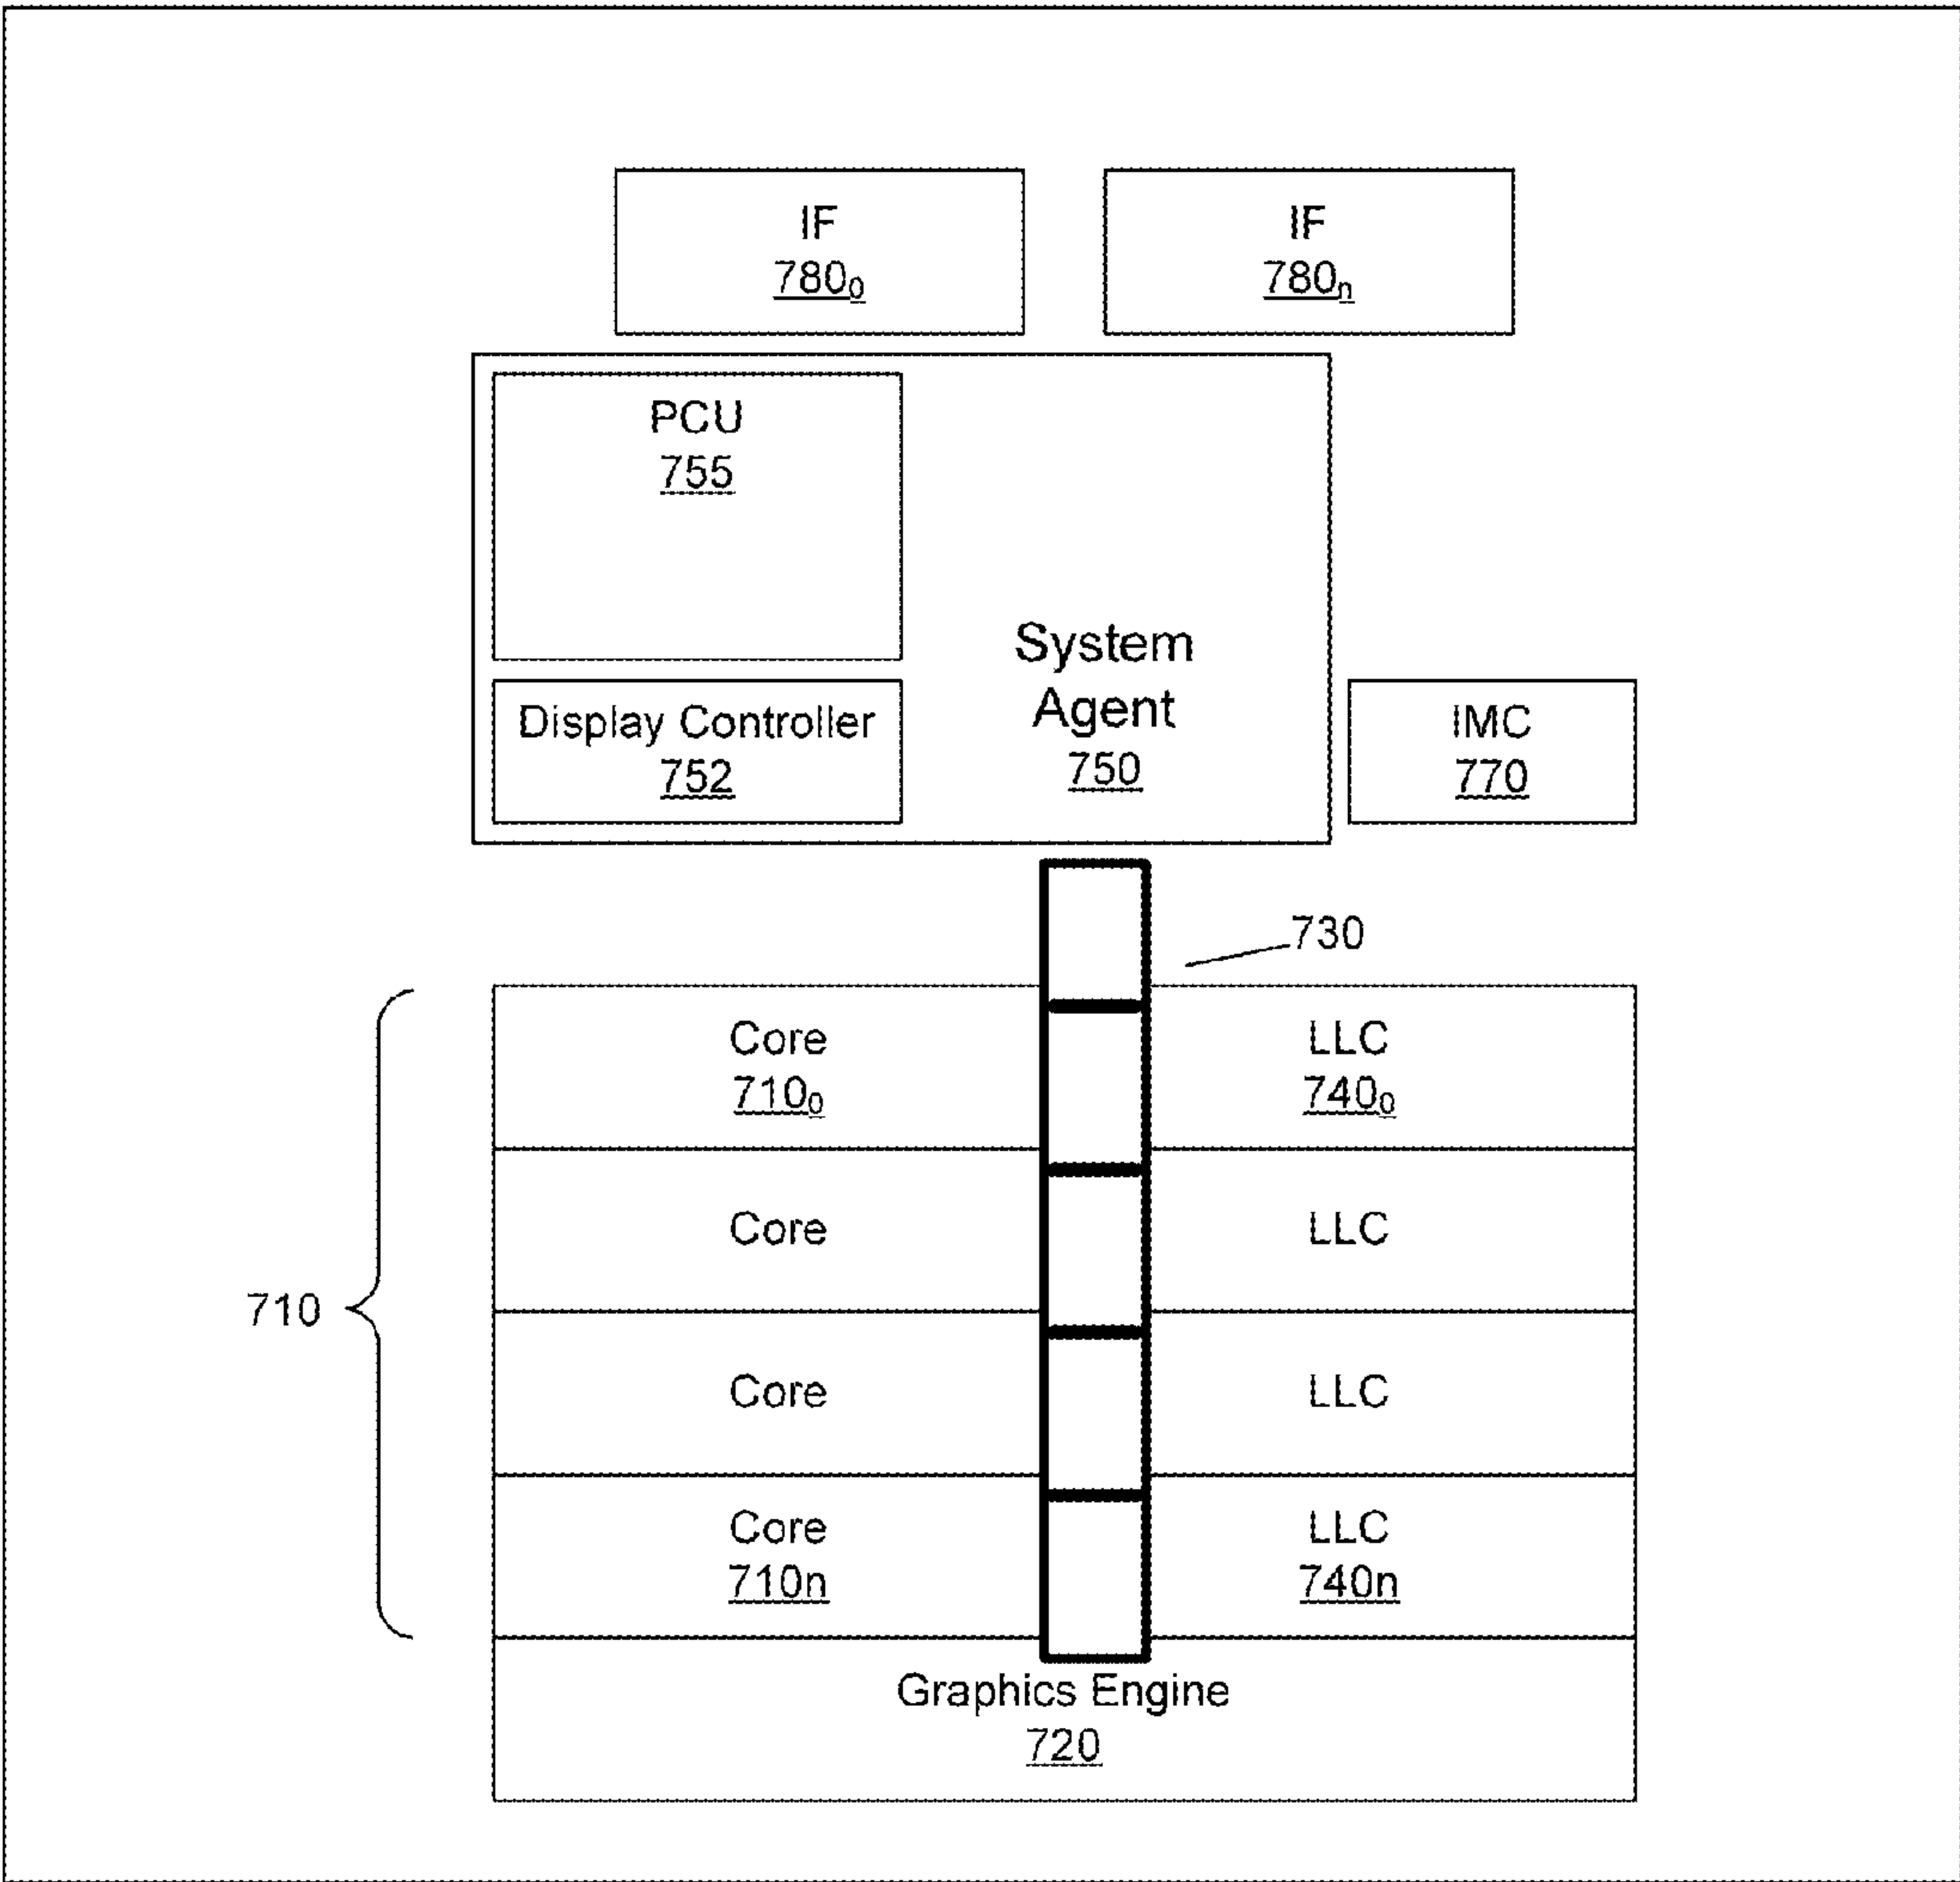 IF
780₀
IF
780ₙ
PCU
755
System
Agent
750
Display Controller
752
IMC
770
730
710
Core
710₀
LLC
740₀
Core
LLC
Core
LLC
Core
710n
LLC
740n
Graphics Engine
720